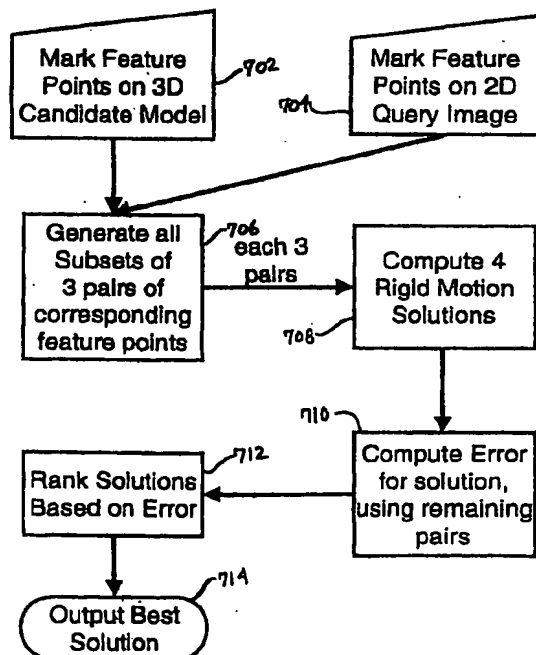 Mark Feature
Points on 3D
Candidate Model
702
Mark Feature
Points on 2D
Query Image
704
Generate all
Subsets of
3 pairs of
corresponding
feature points
706
each 3
pairs
Compute 4
Rigid Motion
Solutions
708
710
Compute Error
for solution,
using remaining
pairs
712
Rank Solutions
Based on Error
714
Output Best
Solution